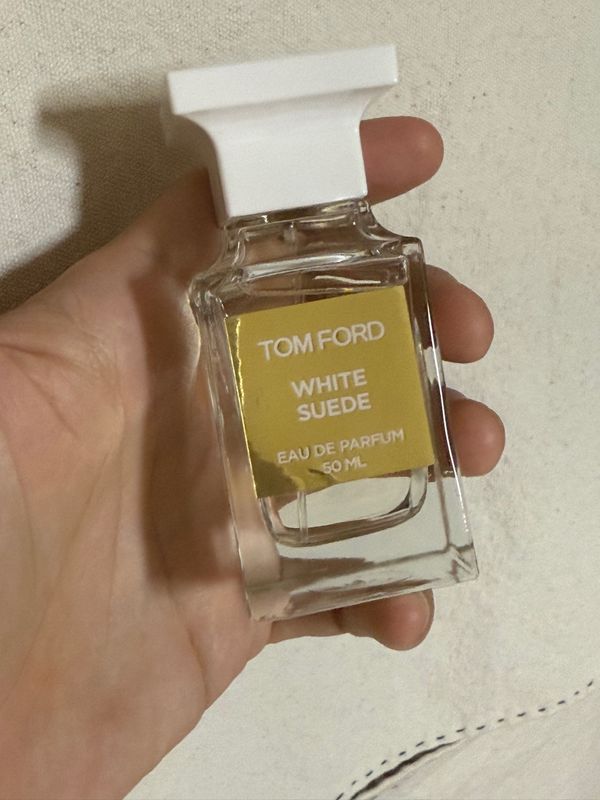 TOM FORD
WHITE
SUEDE
EAU DE PARFUM
50 ML